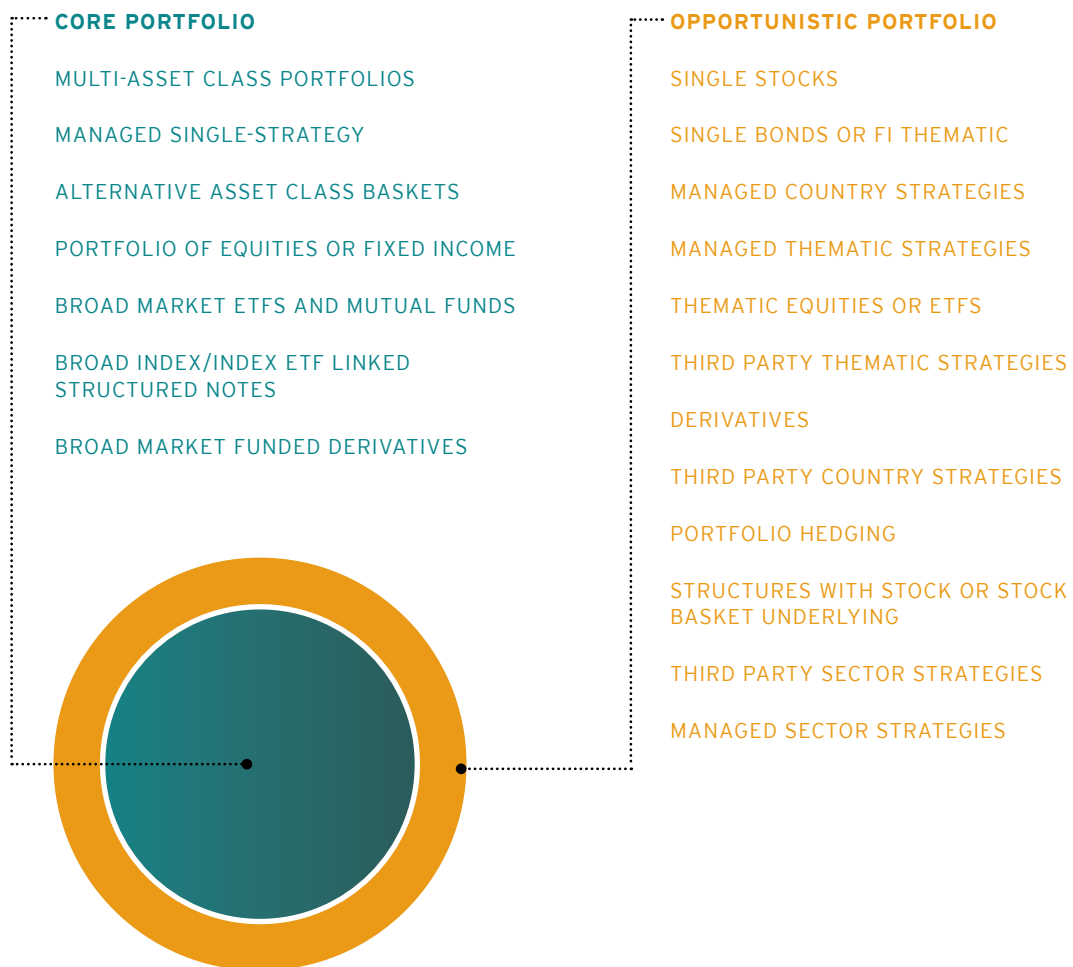 CORE PORTFOLIO
MULTI-ASSET CLASS PORTFOLIOS
MANAGED SINGLE-STRATEGY
ALTERNATIVE ASSET CLASS BASKETS
PORTFOLIO OF EQUITIES OR FIXED INCOME
BROAD MARKET ETFS AND MUTUAL FUNDS
BROAD INDEX/INDEX ETF LINKED
STRUCTURED NOTES
BROAD MARKET FUNDED DERIVATIVES
OPPORTUNISTIC PORTFOLIO
SINGLE STOCKS
SINGLE BONDS OR FI THEMATIC
MANAGED COUNTRY STRATEGIES
MANAGED THEMATIC STRATEGIES
THEMATIC EQUITIES OR ETFS
THIRD PARTY THEMATIC STRATEGIES
DERIVATIVES
THIRD PARTY COUNTRY STRATEGIES
PORTFOLIO HEDGING
STRUCTURES WITH STOCK OR STOCK
BASKET UNDERLYING
THIRD PARTY SECTOR STRATEGIES
MANAGED SECTOR STRATEGIES